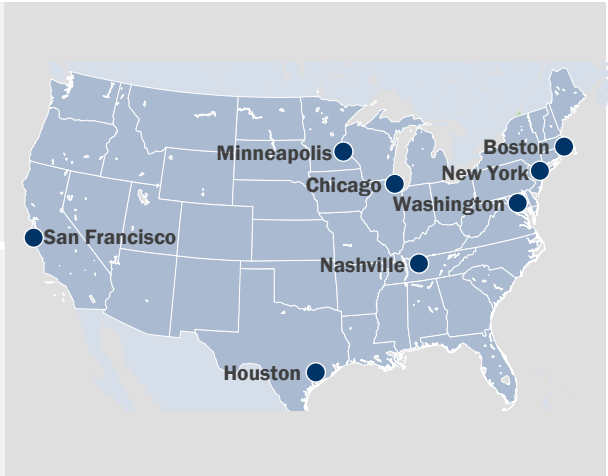 Boston
Minneapolis
New York
Chicago
Washington
San Francisco
Nashville
Houston